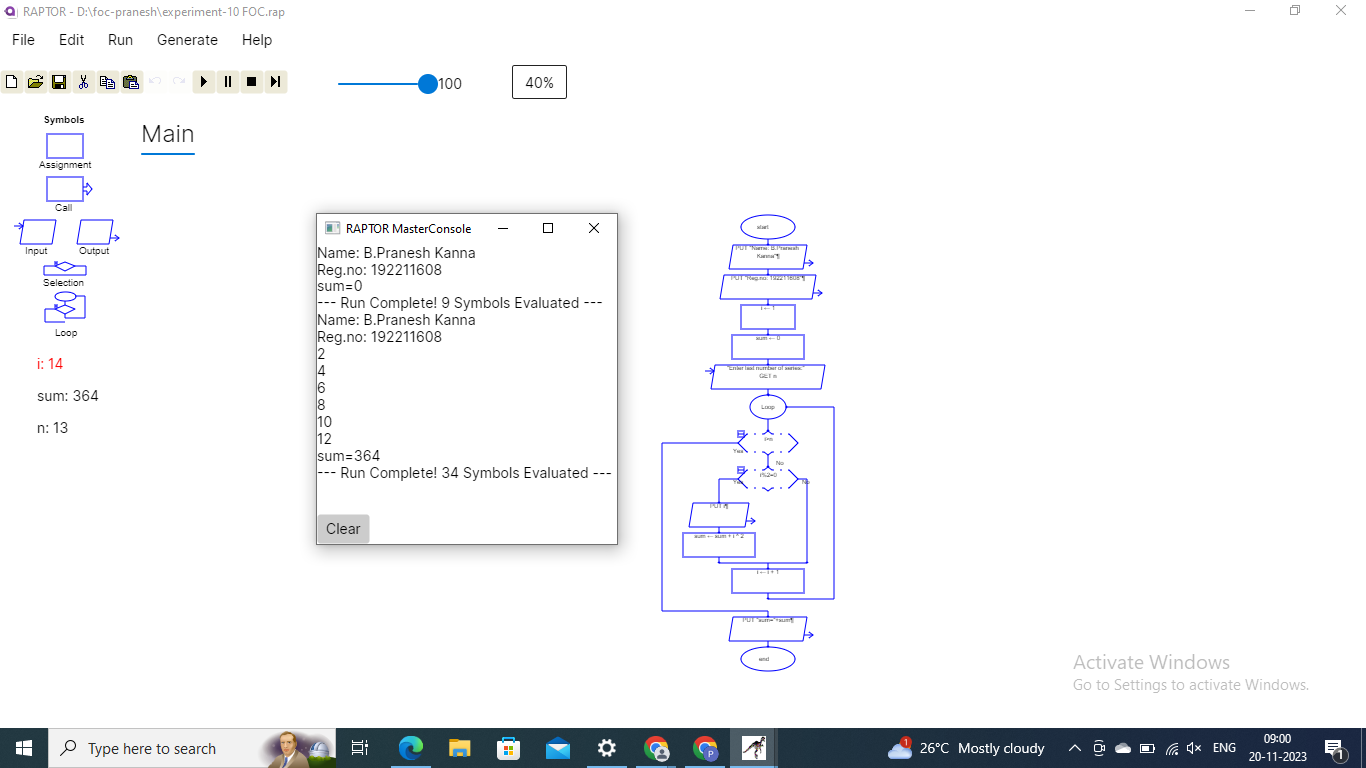 RAPTOR - D:\foc-pranesh\experiment-10 FOC.rap
File Edit Run Generate Help
100
40%
Symbols
Assignment
Call
Input Output
Selection
Loop
i: 14
sum: 364
n: 13
Main
RAPTOR MasterConsole
Name: B.Pranesh Kanna
Reg.no: 192211608
sum=0
--- Run Complete! 9 Symbols Evaluated ---
Name: B.Pranesh Kanna
Reg.no: 192211608
2
4
6
8
10
12
sum=364
--- Run Complete! 34 Symbols Evaluated ---
Clear
start
PUT "Name: B.Pranesh
Kanna"¶
PUT "Reg.no: 192211608"¶
i ← 1
sum ← 0
"Enter last number of series:"
GET n
Loop
Yes
No
i%2=0
Yes
No
PUT i¶
sum ← sum + i ^ 2
i ← i + 1
PUT "sum="+sum¶
end
Activate Windows
Go to Settings to activate Windows.
Type here to search
1
26°C Mostly cloudy
ENG
09:00
20-11-2023
1